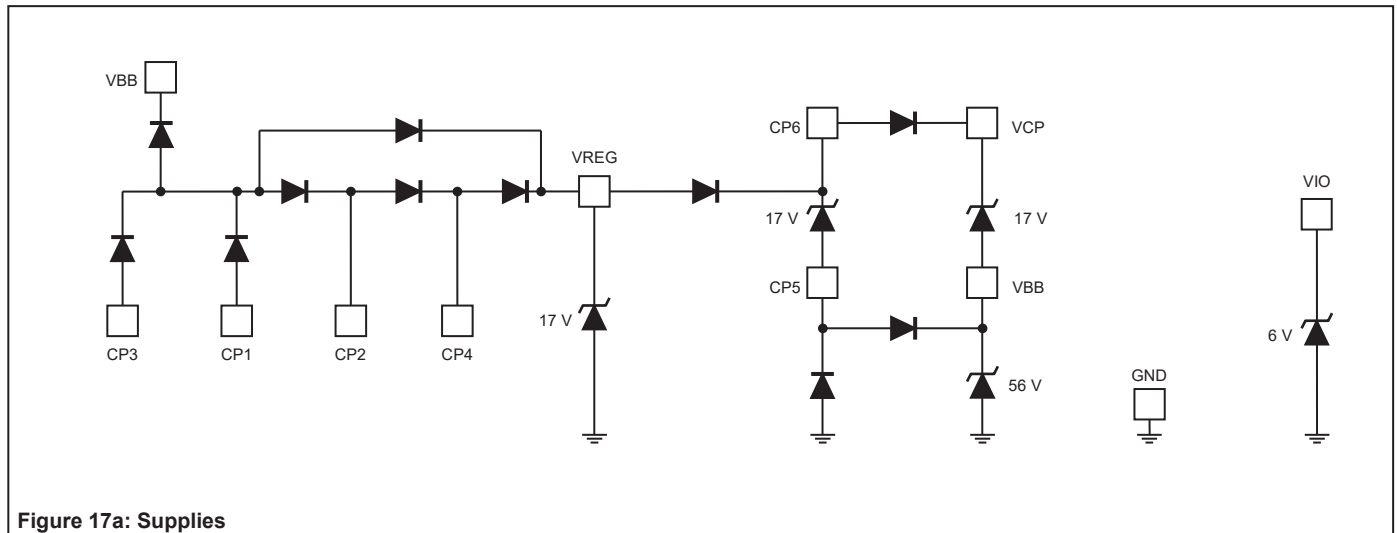 VBB
CP6
VCP
VREG
VIO
17 V
17 V
CP5
VBB
17 V
6 V
CP3
CP1
CP2
CP4
GND
56 V
Figure 17a: Supplies